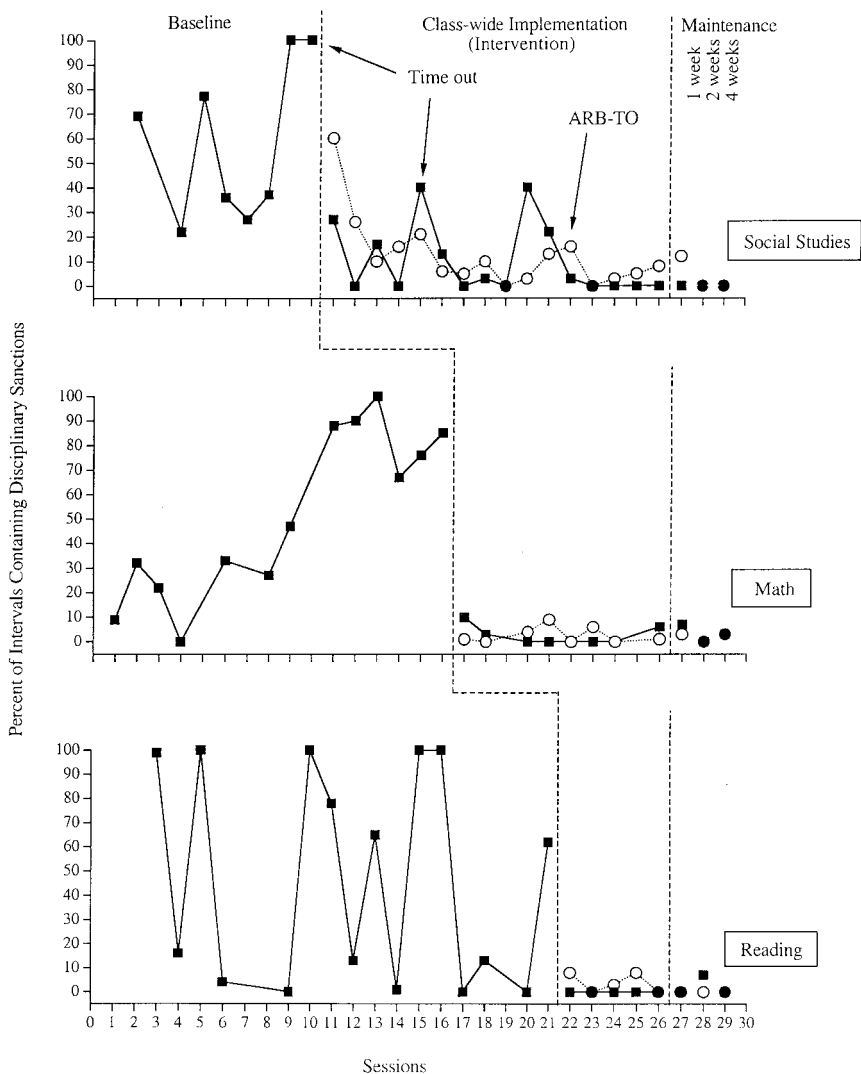 Baseline
Class-wide Implementation
(Intervention)
Maintenance
1 week
2 weeks
4 weeks
Time out
ARB-TO
100
90
80
70
60
50
40
30
20
10
0
Social Studies
Percent of Intervals Containing Disciplinary Sanctions
100
90
80
70
60
50
40
30
20
10
0
Math
100
90
80
70
60
50
40
30
20
10
0
Reading
0 1 2 3 4 5 6 7 8 9 10 11 12 13 14 15 16 17 18 19 20 21 22 23 24 25 26 27 28 29 30
Sessions